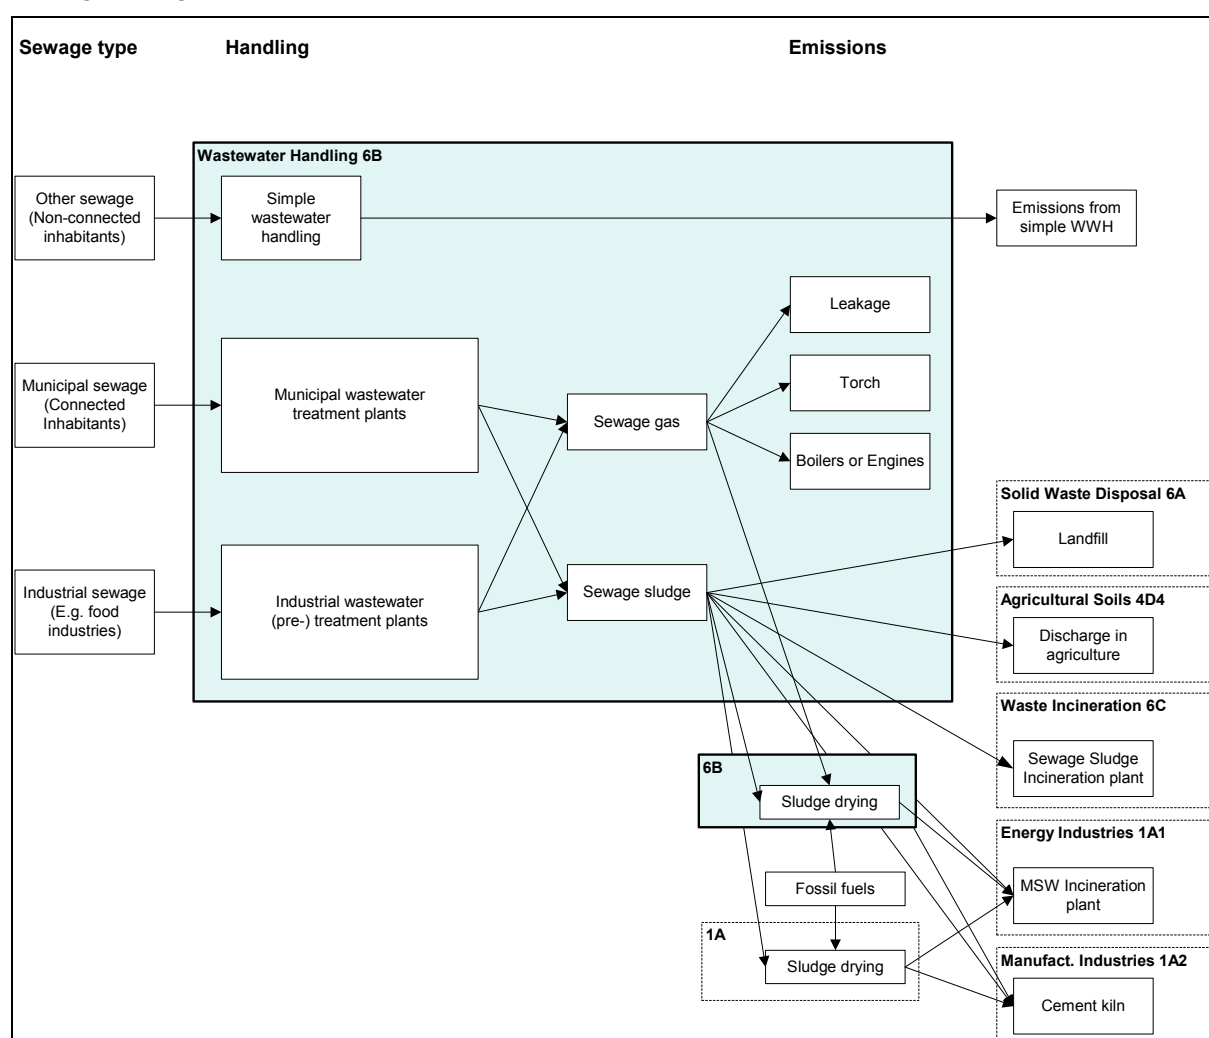 Sewage type
Handling
Emissions
Wastewater Handling 6B
Other sewage
(Non-connected
inhabitants)
Simple
wastewater
handling
Emissions from
simple WWH
Leakage
Municipal sewage
(Connected
Inhabitants)
Municipal wastewater
treatment plants
Sewage gas
Torch
Boilers or Engines
Solid Waste Disposal 6A
Landfill
Industrial sewage
(E.g. food
industries)
Industrial wastewater
(pre-) treatment plants
Sewage sludge
Agricultural Soils 4D4
Discharge in
agriculture
Waste Incineration 6C
Sewage Sludge
Incineration plant
6B
Sludge drying
Energy Industries 1A1
MSW Incineration
plant
Fossil fuels
1A
Sludge drying
Manufact. Industries 1A2
Cement kiln